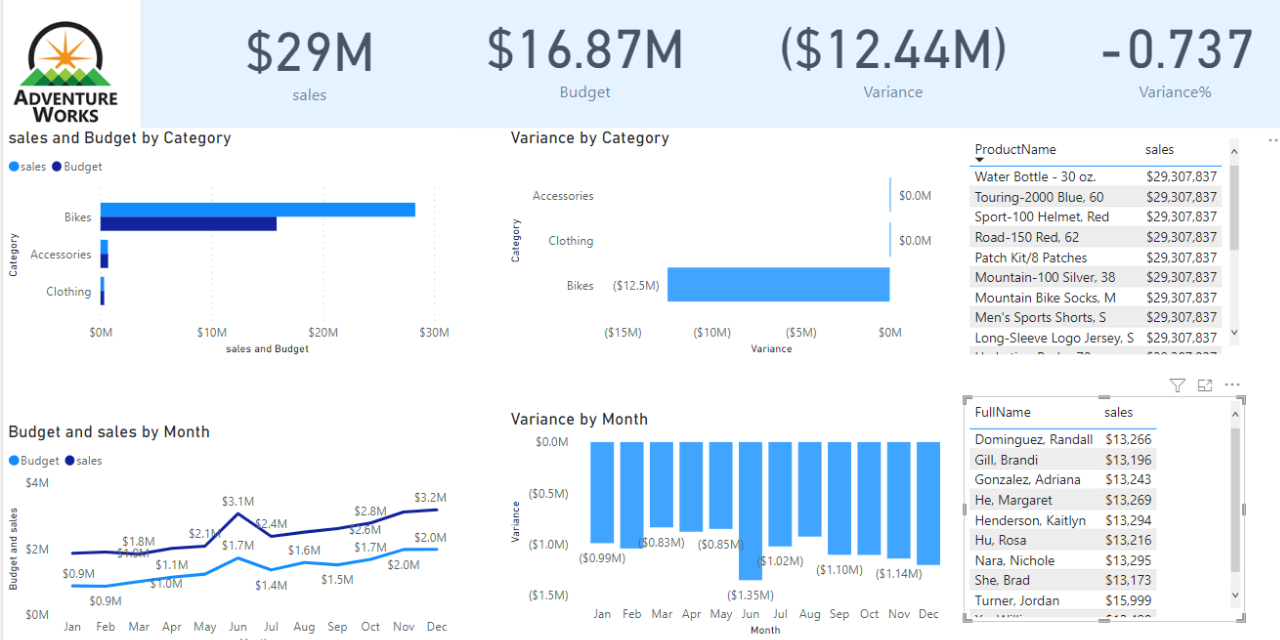 ADVENTURE
WORKS
$29M
sales
$16.87M
Budget
($12.44M)
Variance
-0.737
Variance%
sales and Budget by Category
sales Budget
Category
Bikes
Accessories
Clothing
$0M $10M $20M $30M
sales and Budget
Variance by Category
Category
Accessories $0.0M
Clothing $0.0M
Bikes ($12.5M)
($15M) ($10M) ($5M) $0M
Variance
ProductName sales
Water Bottle - 30 oz. $29,307,837
Touring-2000 Blue, 60 $29,307,837
Sport-100 Helmet, Red $29,307,837
Road-150 Red, 62 $29,307,837
Patch Kit/8 Patches $29,307,837
Mountain-100 Silver, 38 $29,307,837
Mountain Bike Socks, M $29,307,837
Men's Sports Shorts, S $29,307,837
Long-Sleeve Logo Jersey, S $29,307,837
Budget and sales by Month
Budget sales
Budget and sales
$4M
$2M
$0M
$1.8M $2.1M $3.1M $2.4M $2.6M $2.8M $3.2M
$0.9M $0.9M $1.0M $1.1M $1.7M $1.4M $1.6M $1.5M $1.7M $2.0M $2.0M
Jan Feb Mar Apr May Jun Jul Aug Sep Oct Nov Dec
Variance by Month
Variance
$0.0M
($0.5M)
($1.0M)
($1.5M)
($0.99M) ($0.83M) ($0.85M) ($1.35M) ($1.02M) ($1.10M) ($1.14M)
Jan Feb Mar Apr May Jun Jul Aug Sep Oct Nov Dec
Month
FullName sales
Dominguez, Randall $13,266
Gill, Brandi $13,196
Gonzalez, Adriana $13,243
He, Margaret $13,269
Henderson, Kaitlyn $13,294
Hu, Rosa $13,216
Nara, Nichole $13,295
She, Brad $13,173
Turner, Jordan $15,999